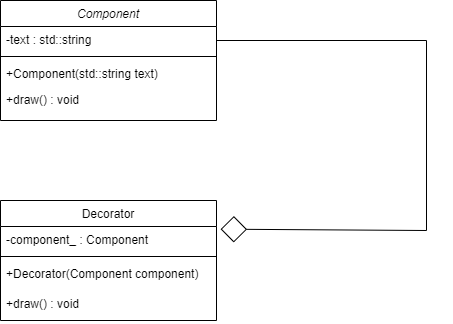 Component
-text : std::string
+Component(std::string text)
+draw() : void
Decorator
-component_ : Component
+Decorator(Component component)
+draw() : void